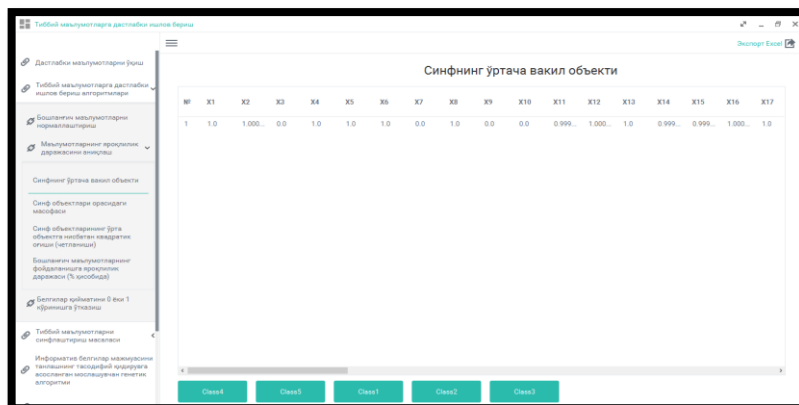 Тиббий маълумотларга дастлабки ишлов бериш
Экспорт Excel
Дастлабки маълумотларни ўқиш
Тиббий маълумотларга дастлабки
ишлов бериш алгоритмлари
Бошланғич маълумотларни
нормаллаштириш
Маълумотларнинг яроқлилик
даражасини аниқлаш
Синфнинг ўртача вакил объекти
Синф объектлари орасидаги
масофаси
Синф объектларининг ўрта
объектга нисбатан квадратик
оғиши (четланиши)
Бошланғич маълумотларнинг
фойдаланишга яроқлилик
даражаси (% ҳисобида)
Белгилар қийматини 0 ёки 1
кўринишга ўтказиш
Тиббий маълумотларни
синфлаштириш масаласи
Информатив белгилар мажмуасини
танлашнинг тасодифий қидирувга
асосланган мослашувчан генетик
алгоритми
Синфнинг ўртача вакил объекти
№ X1 X2 X3 X4 X5 X6 X7 X8 X9 X10 X11 X12 X13 X14 X15 X16 X17
1 1.0 1.000... 0.0 1.0 1.0 1.0 0.0 1.0 0.0 0.0 0.999... 1.000... 1.0 0.999... 0.999... 1.000... 1.0
Class4 Class5 Class1 Class2 Class3